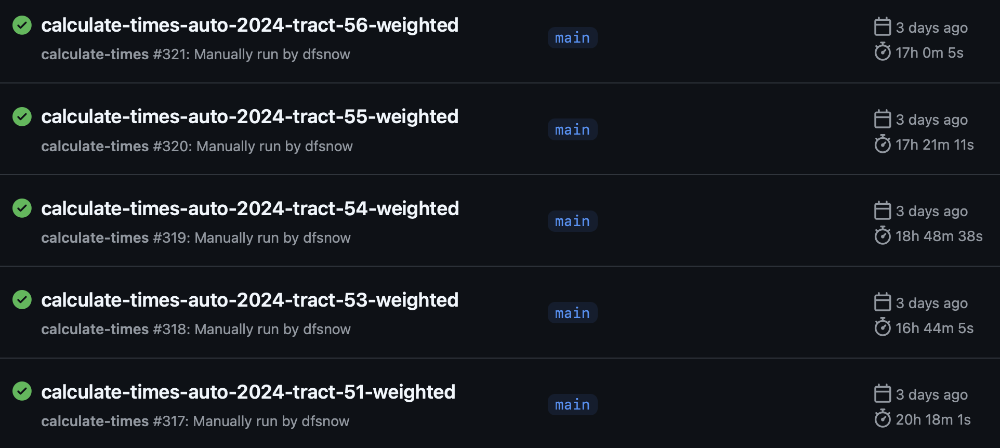 calculate-times-auto-2024-tract-56-weighted
calculate-times #321: Manually run by dfsnow
main
3 days ago
17h 0m 5s
calculate-times-auto-2024-tract-55-weighted
calculate-times #320: Manually run by dfsnow
main
3 days ago
17h 21m 11s
calculate-times-auto-2024-tract-54-weighted
calculate-times #319: Manually run by dfsnow
main
3 days ago
18h 48m 38s
calculate-times-auto-2024-tract-53-weighted
calculate-times #318: Manually run by dfsnow
main
3 days ago
16h 44m 5s
calculate-times-auto-2024-tract-51-weighted
calculate-times #317: Manually run by dfsnow
main
3 days ago
20h 18m 1s